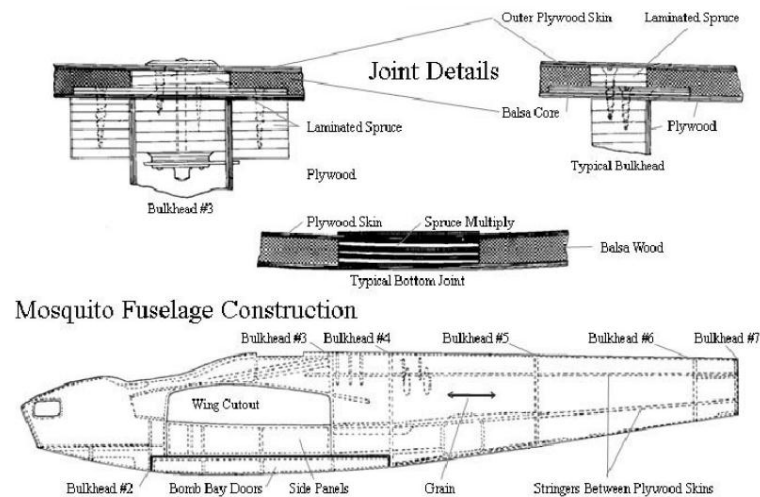 Outer Plywood Skin
Laminated Spruce
Joint Details
Balsa Core
Laminated Spruce
Plywood
Plywood
Typical Bulkhead
Bulkhead #3
Plywood Skin
Spruce Multiply
Balsa Wood
Typical Bottom Joint
Mosquito Fuselage Construction
Bulkhead #3
Bulkhead #4
Bulkhead #5
Bulkhead #6
Bulkhead #7
Wing Cutout
Bulkhead #2
Bomb Bay Doors
Side Panels
Grain
Stringers Between Plywood Skins